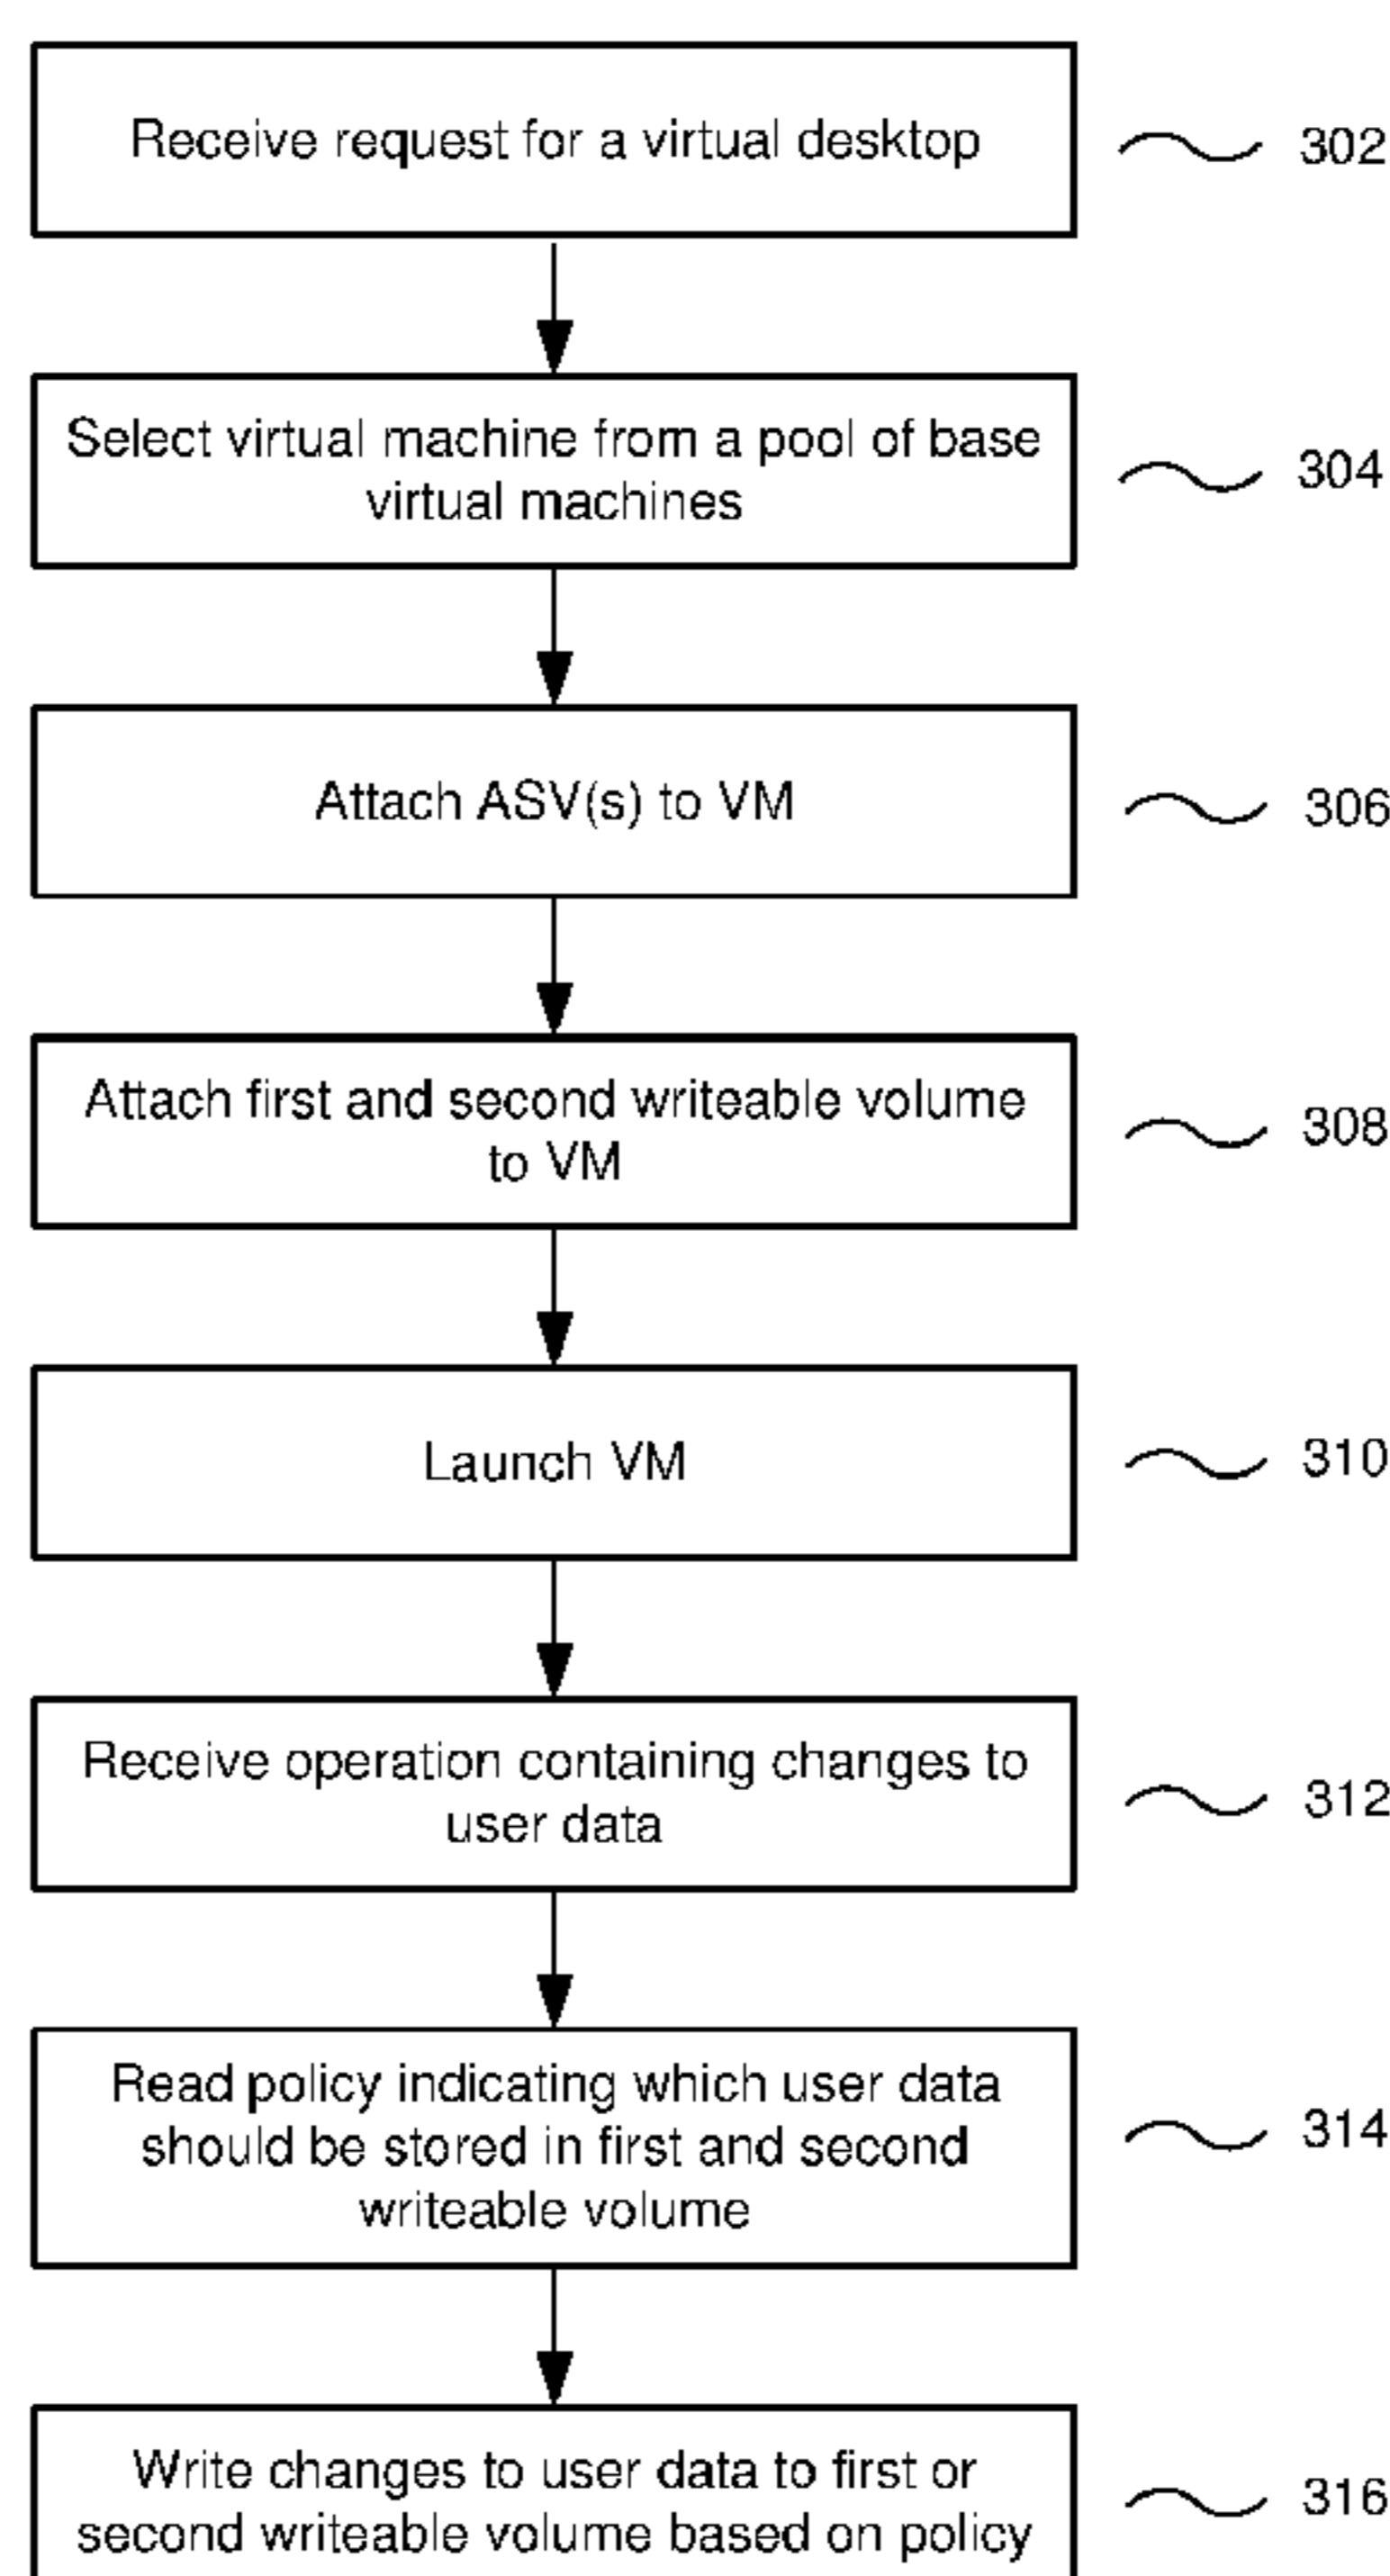 Receive request for a virtual desktop
302
Select virtual machine from a pool of base
virtual machines
304
Attach ASV(s) to VM
306
Attach first and second writeable volume
to VM
308
Launch VM
310
Receive operation containing changes to
user data
312
Read policy indicating which user data
should be stored in first and second
writeable volume
314
Write changes to user data to first or
second writeable volume based on policy
316